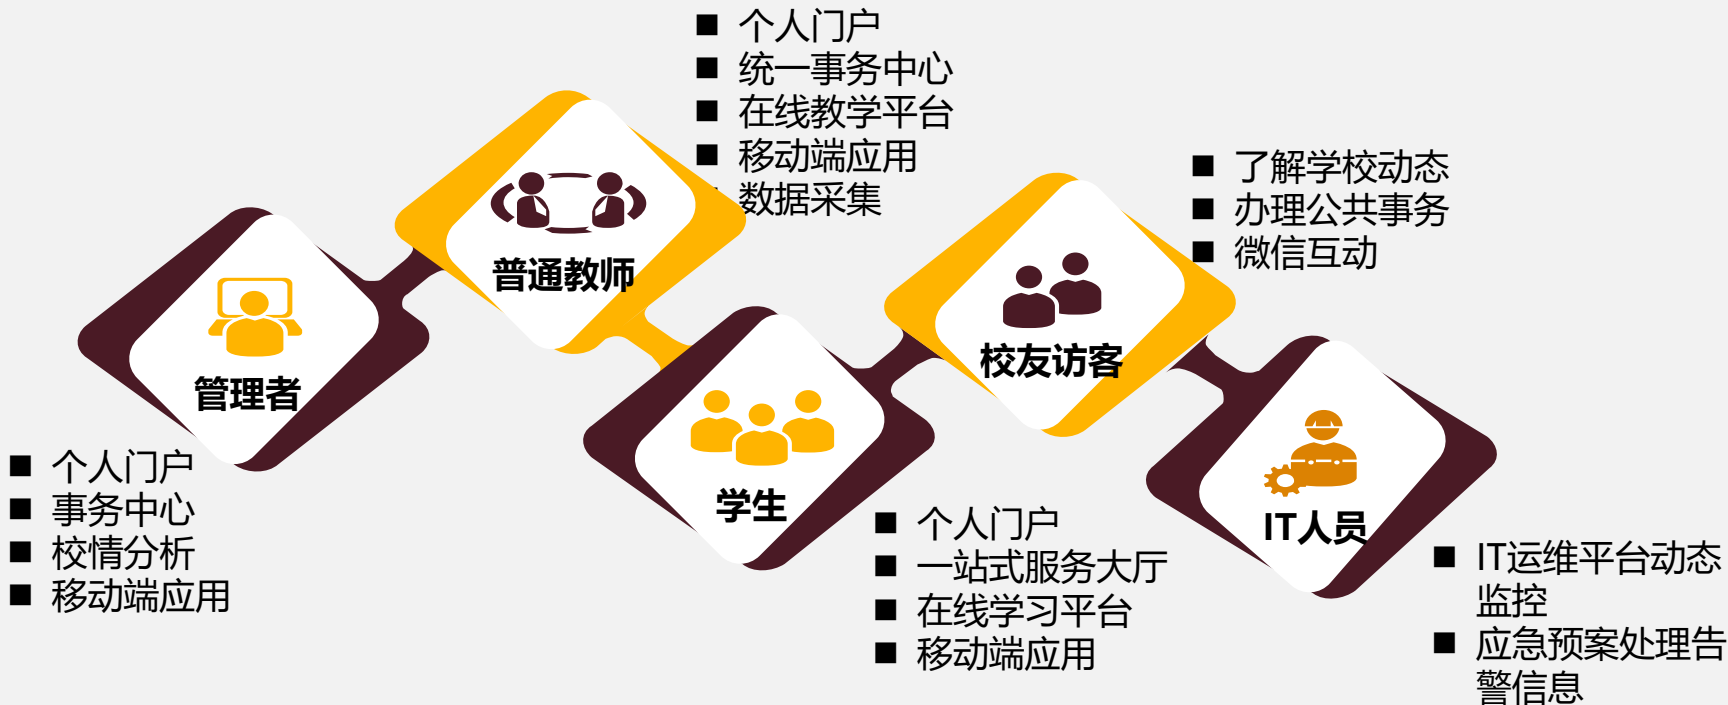 个人门户
统一事务中心
在线教学平台
移动端应用
数据采集
普通教师
了解学校动态
办理公共事务
微信互动
校友访客
管理者
个人门户
事务中心
校情分析
移动端应用
学生
个人门户
一站式服务大厅
在线学习平台
移动端应用
IT人员
IT运维平台动态
监控
应急预案处理告
警信息